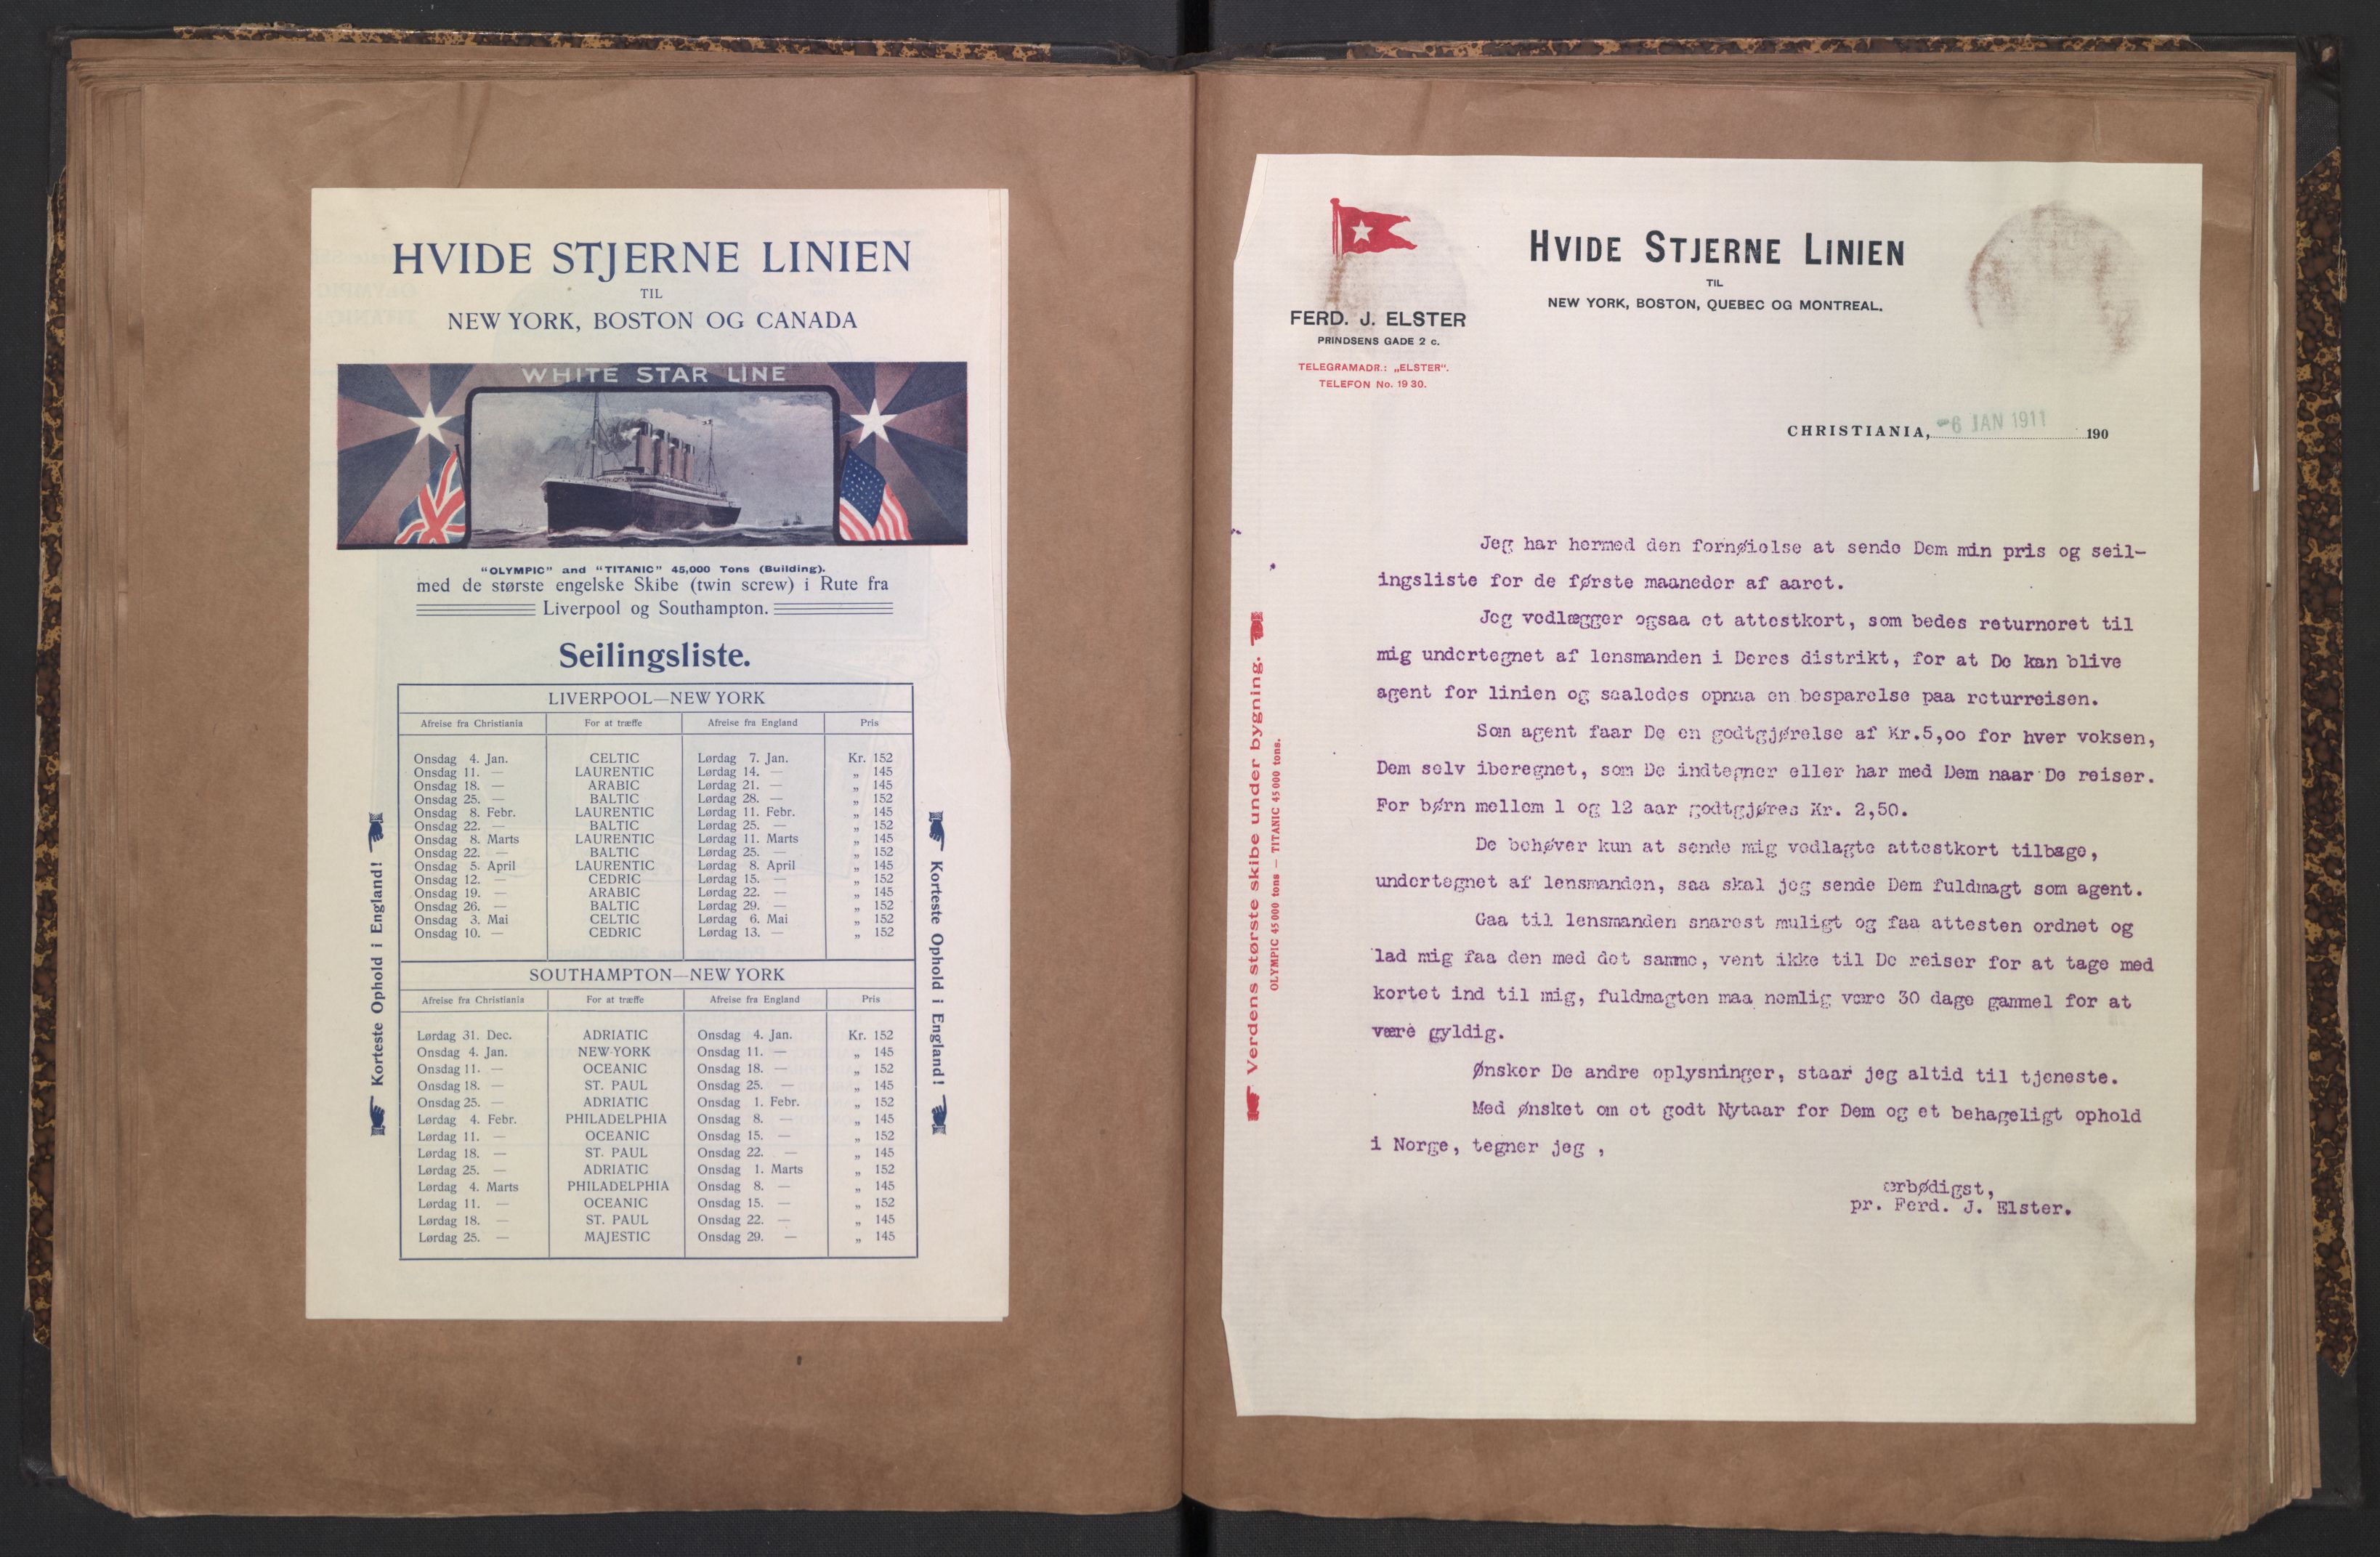 HVIDE STJERNE LINIEN
TIL
NEW YORK, BOSTON OG CANADA
WHITE STAR LINE
"OLYMPIC" and "TITANIC" 45,000 Tons (Building).
med de største engelske Skibe (twin screw) i Rute fra
Liverpool og Southampton.
Seilingsliste.
LIVERPOOL—NEW YORK
Afreise fra Christiania For at træffe Afreise fra England Pris
Onsdag 4. Jan. CELTIC Lørdag 7. Jan. Kr. 152
Onsdag 11. — LAURENTIC Lørdag 14. — „ 145
Onsdag 18. — ARABIC Lørdag 21. — „ 145
Onsdag 25. — BALTIC Lørdag 28. — „ 152
Onsdag 8. Febr. LAURENTIC Lørdag 11. Febr. „ 145
Onsdag 22. — BALTIC Lørdag 25. — „ 152
Onsdag 8. Marts LAURENTIC Lørdag 11. Marts „ 145
Onsdag 22. — BALTIC Lørdag 25. — „ 152
Onsdag 5. April LAURENTIC Lørdag 8. April „ 145
Onsdag 12. — CEDRIC Lørdag 15. — „ 152
Onsdag 19. — ARABIC Lørdag 22. — „ 145
Onsdag 26. — BALTIC Lørdag 29. — „ 152
Onsdag 3. Mai CELTIC Lørdag 6. Mai „ 152
Onsdag 10. — CEDRIC Lørdag 13. — „ 152
SOUTHAMPTON—NEW YORK
Afreise fra Christiania For at træffe Afreise fra England Pris
Lørdag 31. Dec. ADRIATIC Onsdag 4. Jan. Kr. 152
Onsdag 4. Jan. NEW-YORK Onsdag 11. — „ 145
Onsdag 11. — OCEANIC Onsdag 18. — „ 152
Onsdag 18. — ST. PAUL Onsdag 25. — „ 145
Onsdag 25. — ADRIATIC Onsdag 1. Febr. „ 152
Lørdag 4. Febr. PHILADELPHIA Onsdag 8. — „ 145
Lørdag 11. — OCEANIC Onsdag 15. — „ 152
Lørdag 18. — ST. PAUL Onsdag 22. — „ 145
Lørdag 25. — ADRIATIC Onsdag 1. Marts „ 152
Lørdag 4. Marts PHILADELPHIA Onsdag 8. — „ 145
Lørdag 11. — OCEANIC Onsdag 15. — „ 152
Lørdag 18. — ST. PAUL Onsdag 22. — „ 145
Lørdag 25. — MAJESTIC Onsdag 29. — „ 145
Korteste Ophold i England!
Korteste Ophold i England!
HVIDE STJERNE LINIEN
TIL
NEW YORK, BOSTON, QUEBEC OG MONTREAL.
FERD. J. ELSTER
PRINDSENS GADE 2 c.
TELEGRAMADR.: „ELSTER".
TELEFON No. 1930.
CHRISTIANIA, -6 JAN 1911 190
Verdens største skibe under bygning.
OLYMPIC 45000 tons — TITANIC 45000 tons.
Jeg har hermed den fornøielse at sende Dem min pris og seil-
ingsliste for de første maaneder af aaret.
Jeg vedlægger ogsaa et attestkort, som bedes returneret til
mig undertegnet af lensmanden i Deres distrikt, for at De kan blive
agent for linien og saaledes opnaa en besparelse paa returreisen.
Som agent faar De en godtgjørelse af Kr.5,oo for hver voksen,
Dem selv iberegnet, som De indtegner eller har med Dem naar De reiser.
For børn mellem 1 og 12 aar godtgjøres Kr. 2,50.
De behøver kun at sende mig vedlagte attestkort tilbage,
undertegnet af lensmanden, saa skal jeg sende Dem fuldmagt som agent.
Gaa til lensmanden snarest muligt og faa attesten ordnet og
lad mig faa den med det samme, vent ikke til De reiser for at tage med
kortet ind til mig, fuldmagten maa nemlig være 30 dage gammel for at
være gyldig.
Ønsker De andre oplysninger, staar jeg altid til tjeneste.
Med ønsket om et godt Nytaar for Dem og et behageligt ophold
i Norge, tegner jeg ,
ærbødigst,
pr. Ferd. J. Elster.